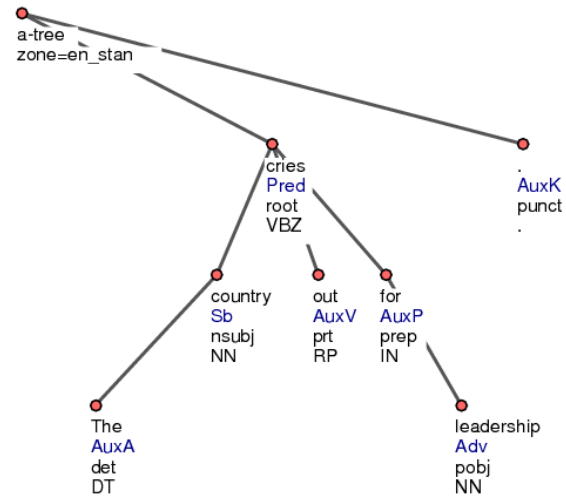 a-tree
zone=en_stan
cries
Pred
root
VBZ
.
AuxK
punct
.
country
Sb
nsubj
NN
out
AuxV
prt
RP
for
AuxP
prep
IN
The
AuxA
det
DT
leadership
Adv
pobj
NN